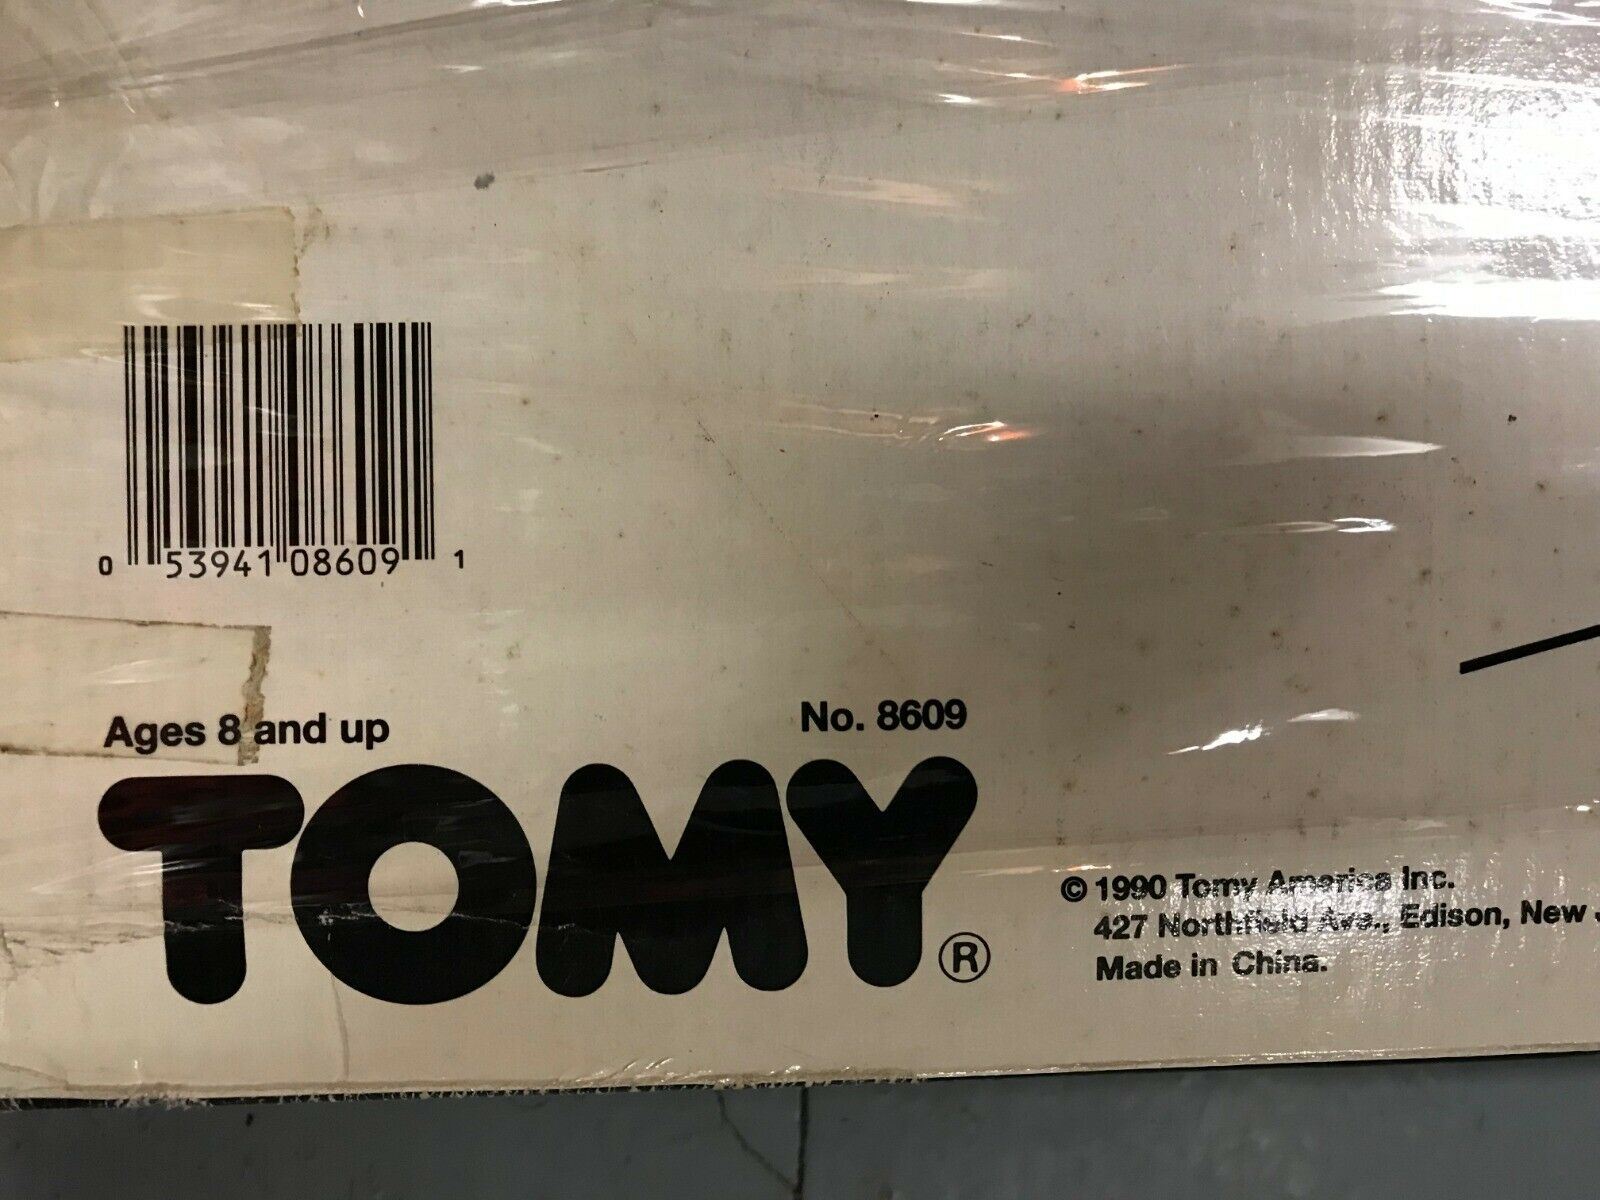 0 53941 08609 1
Ages 8 and up
No. 8609
TOMY®
© 1990 Tomy America Inc.
427 Northfield Ave., Edison, New
Made in China.